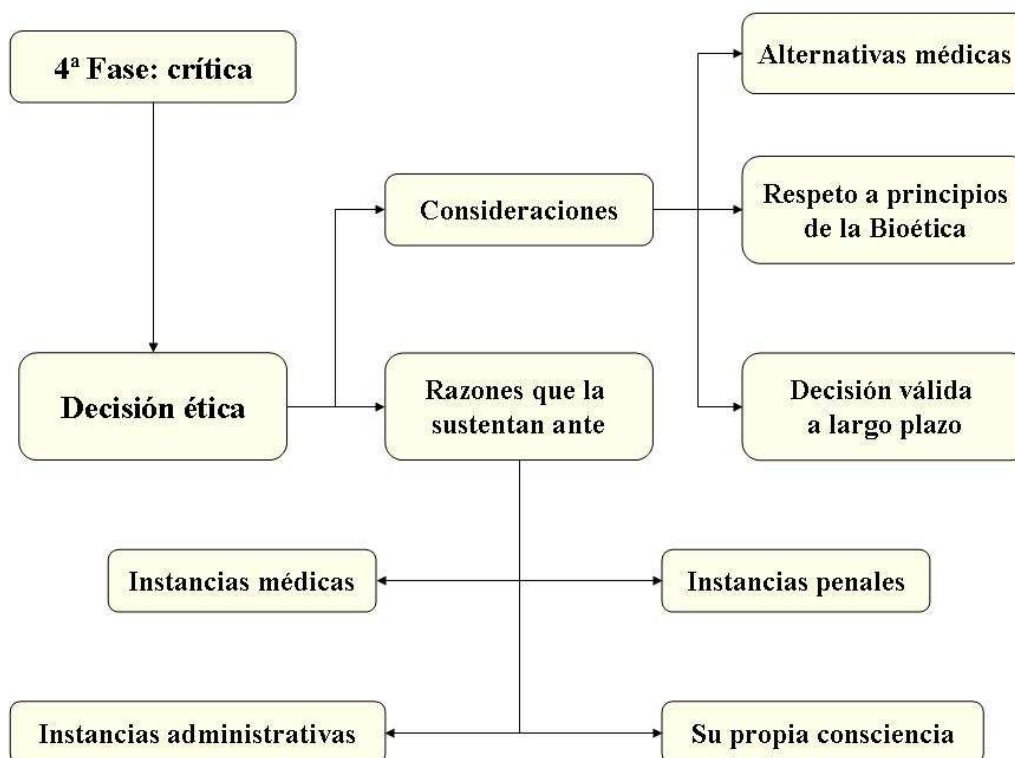 4ª Fase: crítica
Alternativas médicas
Consideraciones
Respeto a principios
de la Bioética
Decisión ética
Razones que la
sustentan ante
Decisión válida
a largo plazo
Instancias médicas
Instancias penales
Instancias administrativas
Su propia consciencia